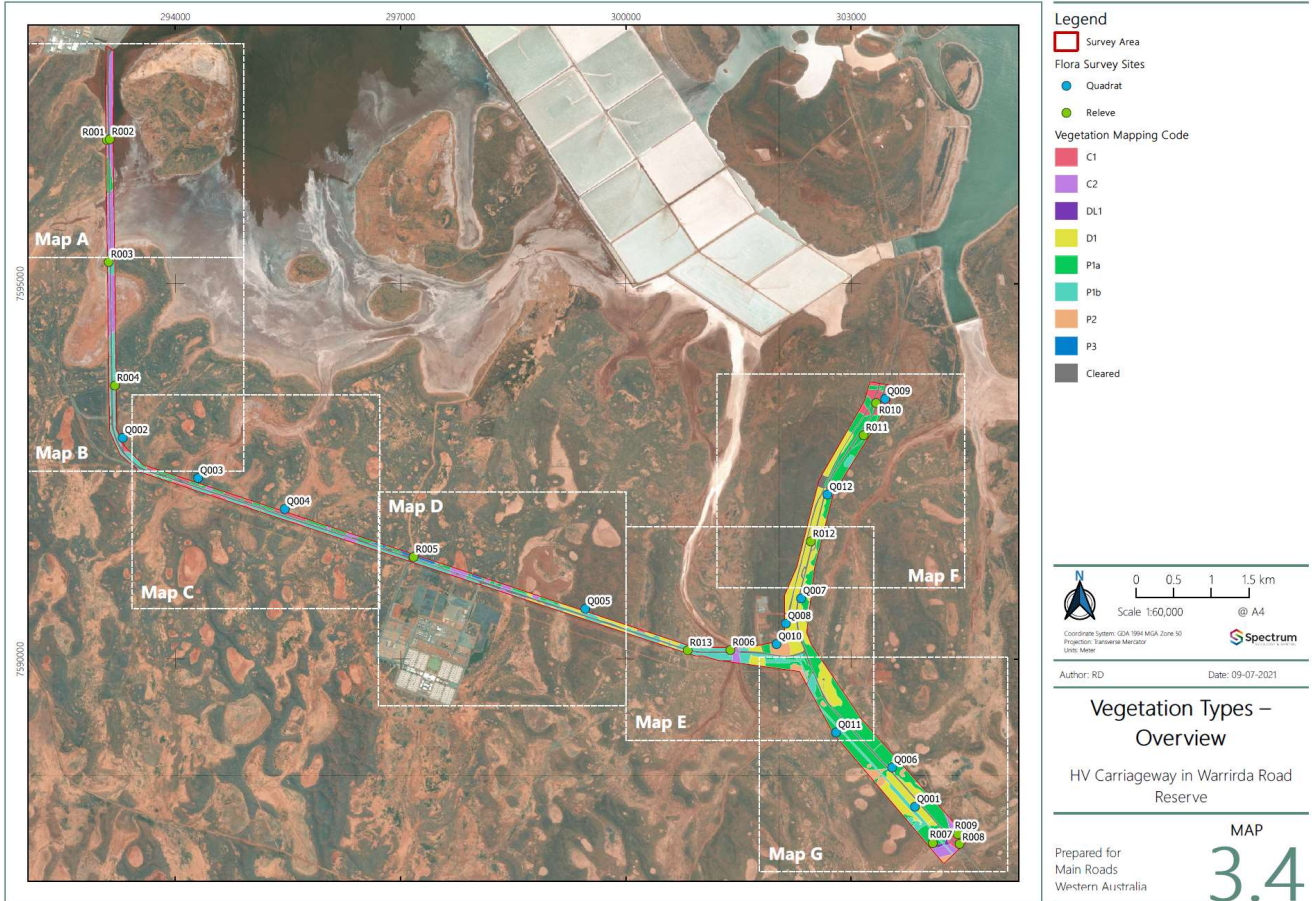 294000
297000
300000
303000
7595000
7590000
R001
R002
Map A
R003
R004
Q002
Map B
Q003
Q004
Map C
Map D
R005
Q005
Q009
R010
R011
Q012
R012
Map F
Q007
Q008
Q010
R013
R006
Map E
Q011
Q006
Q001
R009
R007
R008
Map G
Legend
Survey Area
Flora Survey Sites
Quadrat
Releve
Vegetation Mapping Code
C1
C2
DL1
D1
P1a
P1b
P2
P3
Cleared
N
0 0.5 1 1.5 km
Scale 1:60,000 @ A4
Coordinate System: GDA 1994 MGA Zone 50
Projection: Transverse Mercator
Units: Meter
Spectrum
Author: RD Date: 09-07-2021
Vegetation Types –
Overview
HV Carriageway in Warrirda Road
Reserve
MAP
Prepared for
Main Roads
Western Australia
3.4